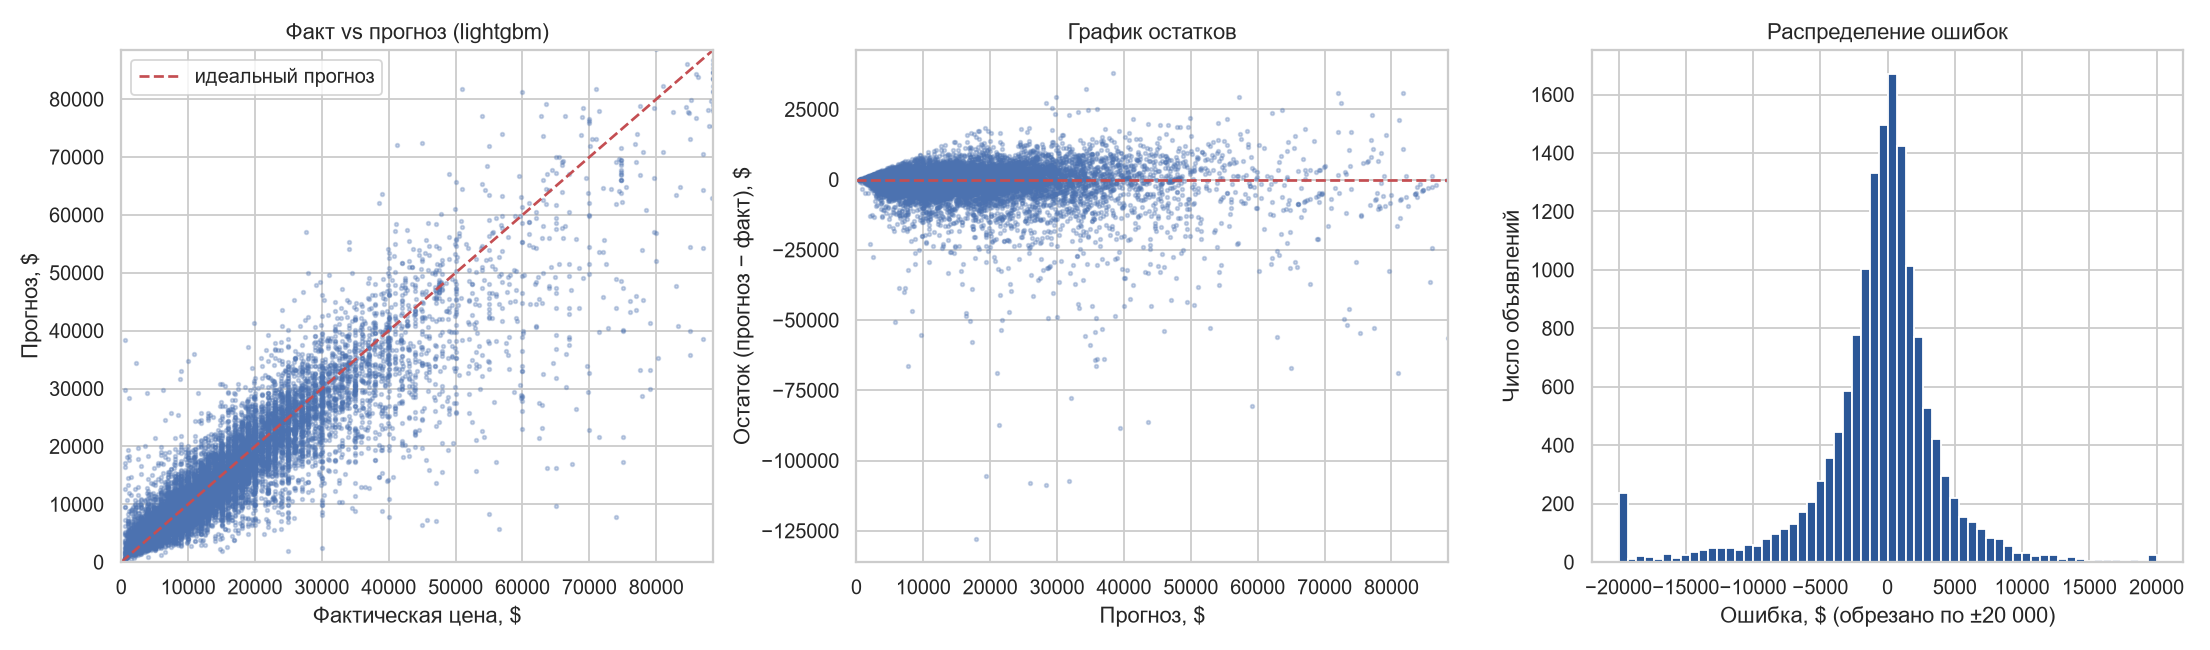 Факт vs прогноз (lightgbm)
идеальный прогноз
80000
70000
60000
50000
40000
30000
20000
10000
0
Прогноз, $
0 10000 20000 30000 40000 50000 60000 70000 80000
Фактическая цена, $
График остатков
25000
0
−25000
−50000
−75000
−100000
−125000
Остаток (прогноз − факт), $
0 10000 20000 30000 40000 50000 60000 70000 80000
Прогноз, $
Распределение ошибок
1600
1400
1200
1000
800
600
400
200
0
Число объявлений
−20000 −15000 −10000 −5000 0 5000 10000 15000 20000
Ошибка, $ (обрезано по ±20 000)